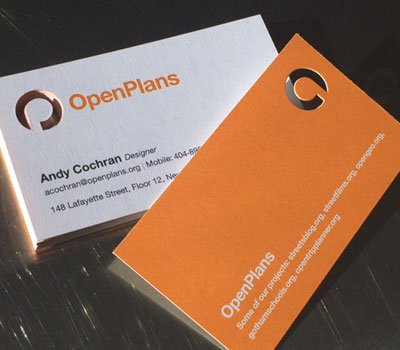 OpenPlans
Andy Cochran Designer
acochran@openplans.org | Mobile: 404-
148 Lafayette Street, Floor 12,
OpenPlans
Some of our projects: streetsblog.org, streetfilms.org, opengeo.org,
gothamschools.org, opentripplanner.org